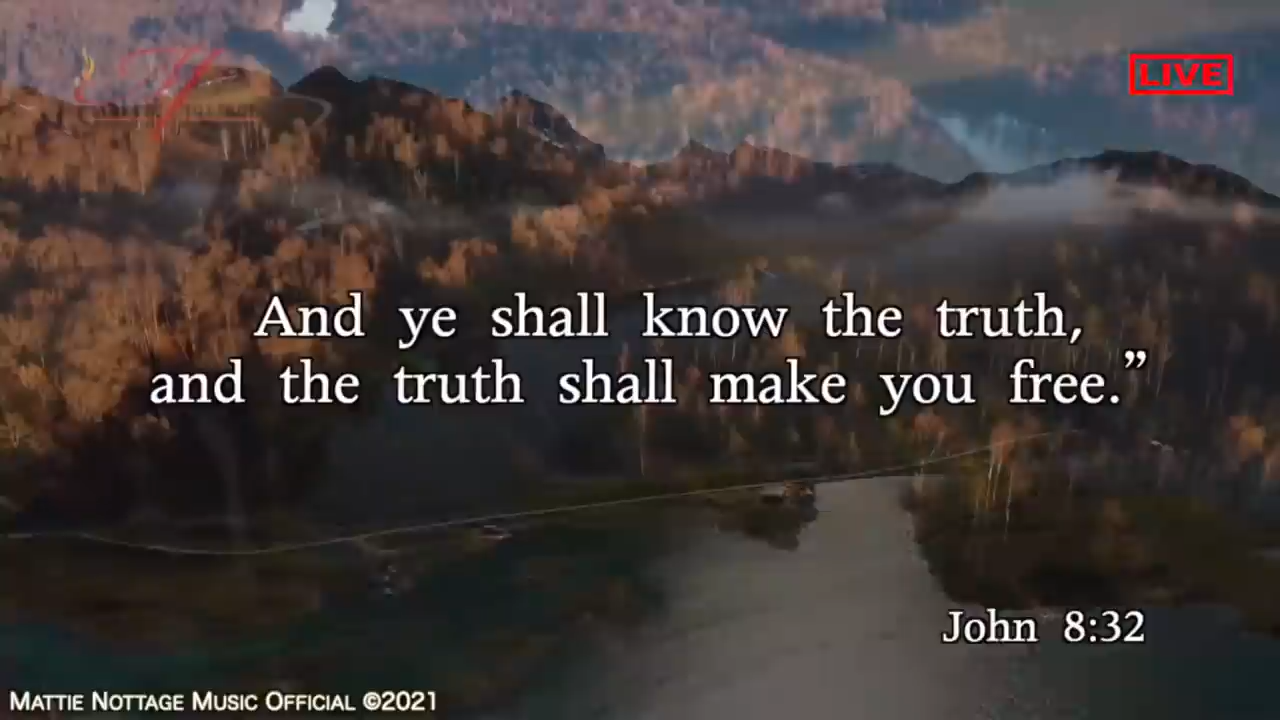 LIVE
And ye shall know the truth,
and the truth shall make you free.”
John 8:32
MATTIE NOTTAGE MUSIC OFFICIAL ©2021